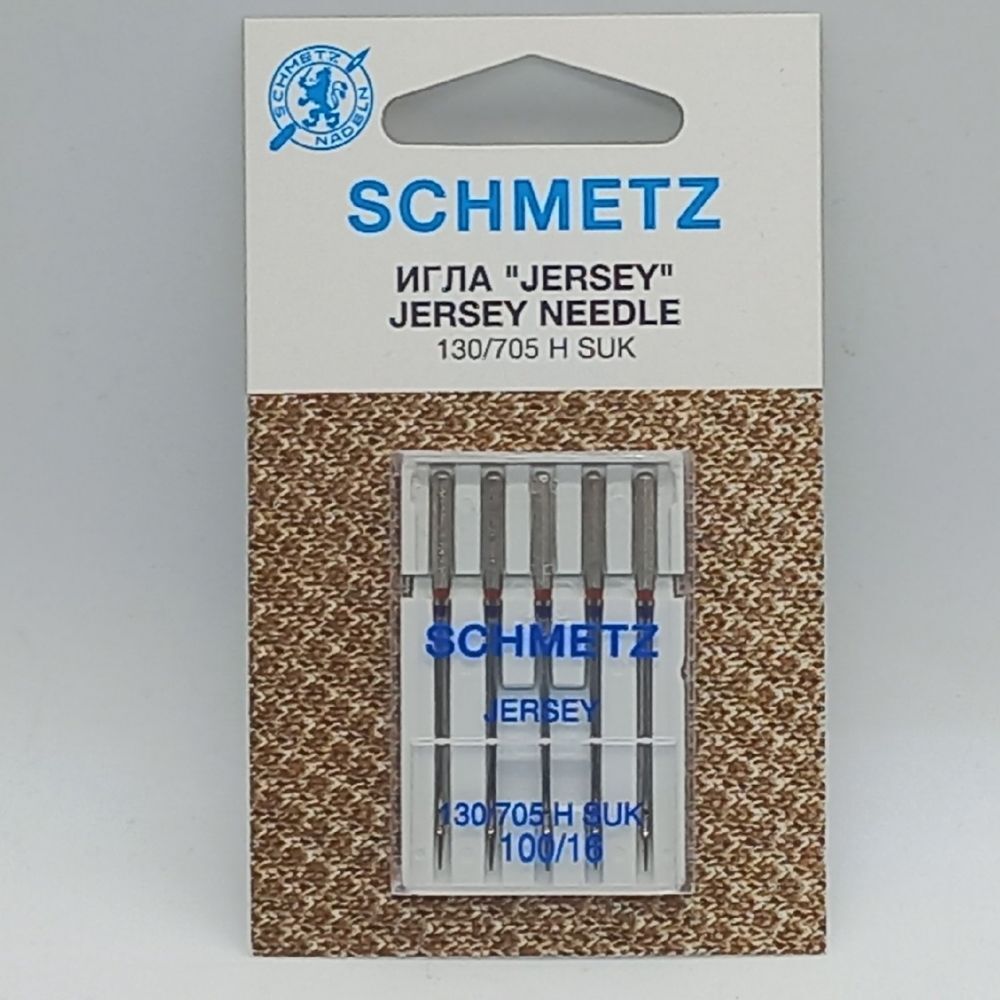 SCHMETZ
NADELN
SCHMETZ
ИГЛА "JERSEY"
JERSEY NEEDLE
130/705 H SUK
SCHMETZ
JERSEY
130/705 H SUK
100/16